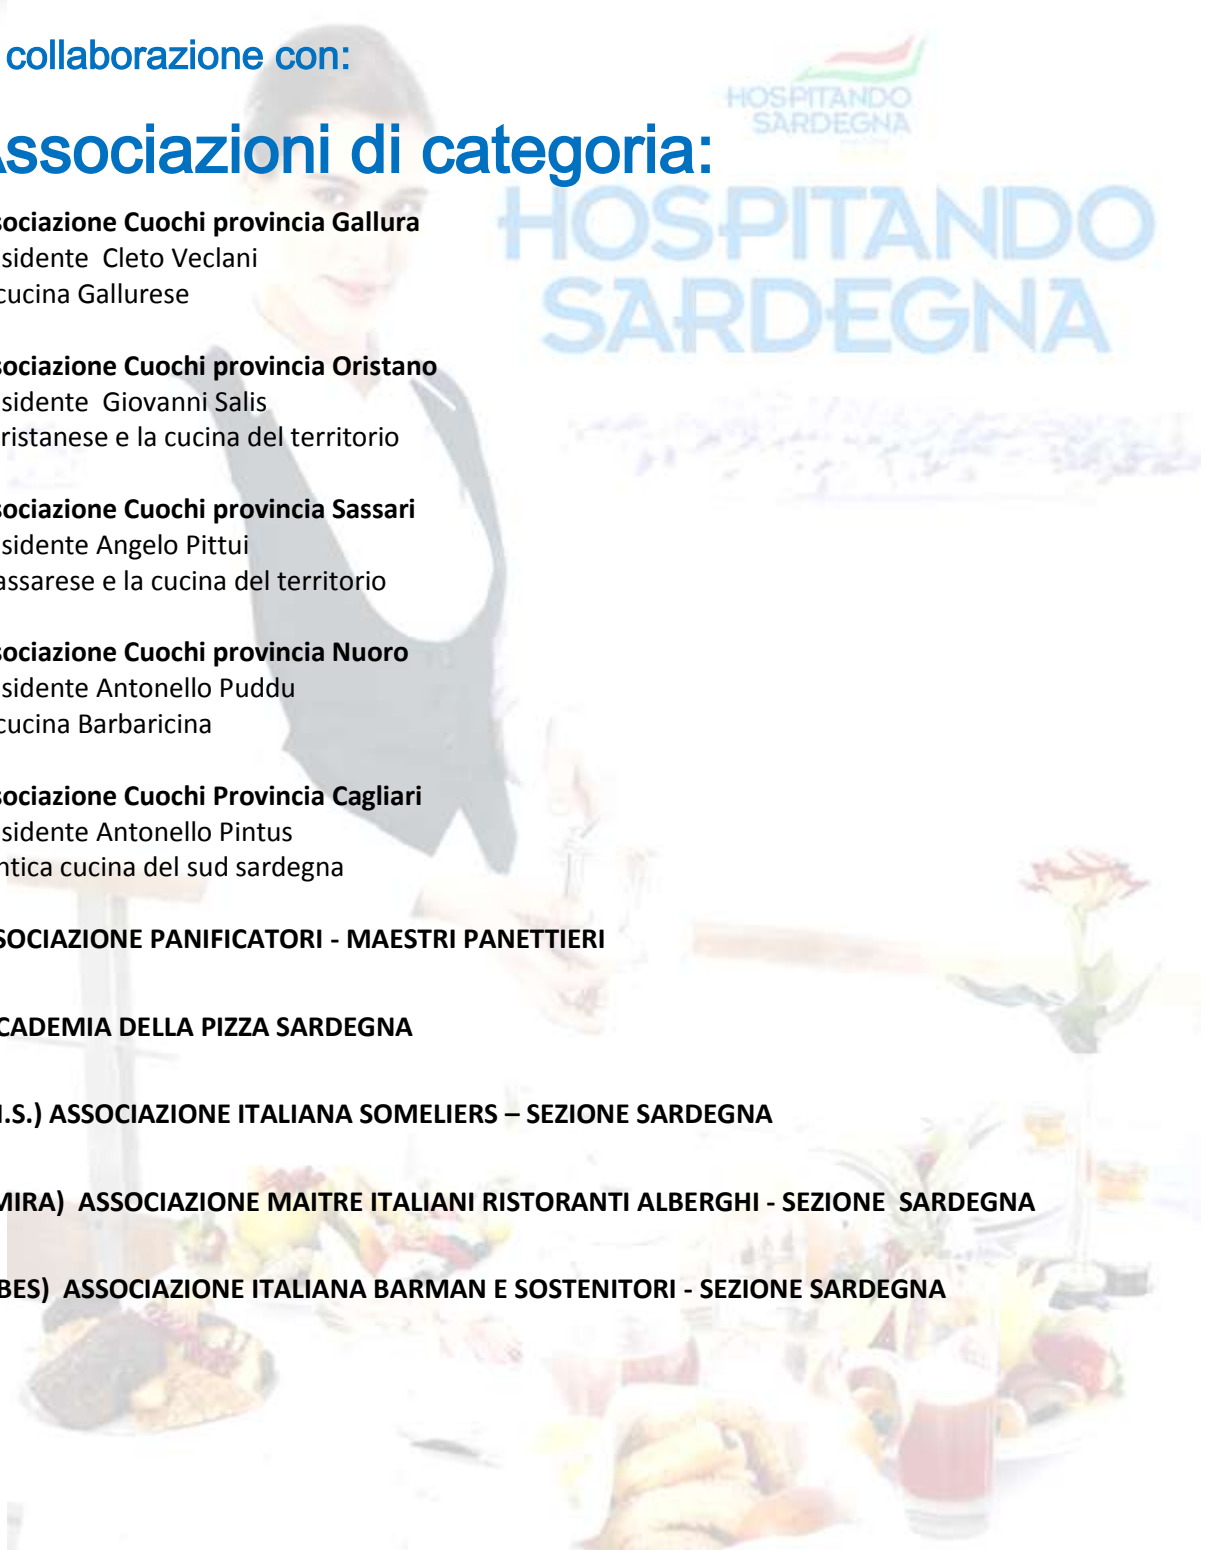 collaborazione con:
HOSPITANDO
SARDEGNA
ssociazioni di categoria:
HOSPITANDO
SARDEGNA
sociazione Cuochi provincia Gallura
sidente Cleto Veclani
cucina Gallurese
sociazione Cuochi provincia Oristano
sidente Giovanni Salis
ristanese e la cucina del territorio
sociazione Cuochi provincia Sassari
sidente Angelo Pittui
assarese e la cucina del territorio
sociazione Cuochi provincia Nuoro
sidente Antonello Puddu
cucina Barbaricina
sociazione Cuochi Provincia Cagliari
sidente Antonello Pintus
ntica cucina del sud sardegna
SOCIAZIONE PANIFICATORI - MAESTRI PANETTIERI
CADEMIA DELLA PIZZA SARDEGNA
I.S.) ASSOCIAZIONE ITALIANA SOMELIERS – SEZIONE SARDEGNA
MIRA) ASSOCIAZIONE MAITRE ITALIANI RISTORANTI ALBERGHI - SEZIONE SARDEGNA
BES) ASSOCIAZIONE ITALIANA BARMAN E SOSTENITORI - SEZIONE SARDEGNA